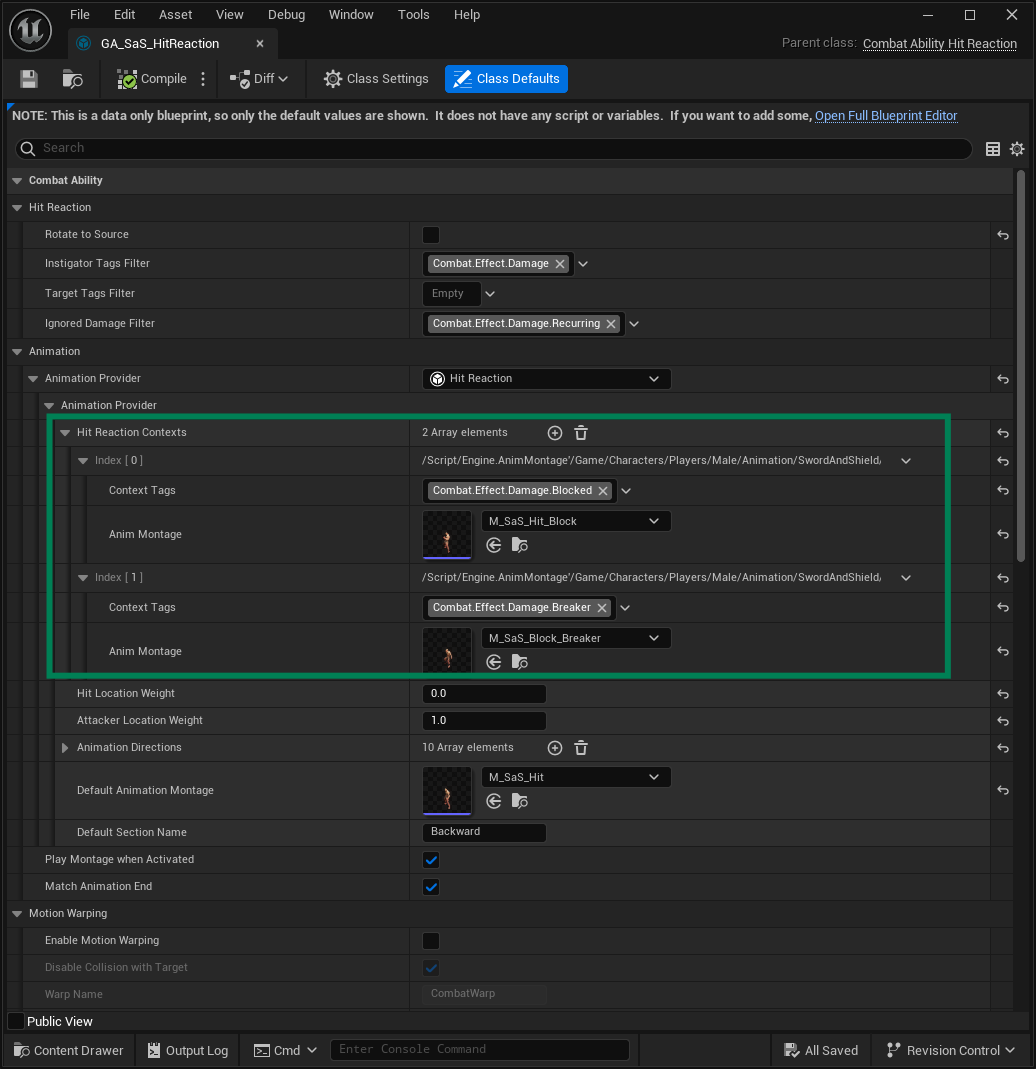 File Edit Asset View Debug Window Tools Help
GA_SaS_HitReaction
Parent class: Combat Ability Hit Reaction
Compile Diff Class Settings Class Defaults
NOTE: This is a data only blueprint, so only the default values are shown. It does not have any script or variables. If you want to add some, Open Full Blueprint Editor
Search
Combat Ability
Hit Reaction
Rotate to Source
Instigator Tags Filter Combat.Effect.Damage
Target Tags Filter Empty
Ignored Damage Filter Combat.Effect.Damage.Recurring
Animation
Animation Provider Hit Reaction
Animation Provider
Hit Reaction Contexts 2 Array elements
Index [ 0 ] /Script/Engine.AnimMontage'/Game/Characters/Players/Male/Animation/SwordAndShield/
Context Tags Combat.Effect.Damage.Blocked
Anim Montage M_SaS_Hit_Block
Index [ 1 ] /Script/Engine.AnimMontage'/Game/Characters/Players/Male/Animation/SwordAndShield/
Context Tags Combat.Effect.Damage.Breaker
Anim Montage M_SaS_Block_Breaker
Hit Location Weight 0.0
Attacker Location Weight 1.0
Animation Directions 10 Array elements
Default Animation Montage M_SaS_Hit
Default Section Name Backward
Play Montage when Activated
Match Animation End
Motion Warping
Enable Motion Warping
Disable Collision with Target
Warp Name CombatWarp
Public View
Content Drawer Output Log Cmd Enter Console Command All Saved Revision Control